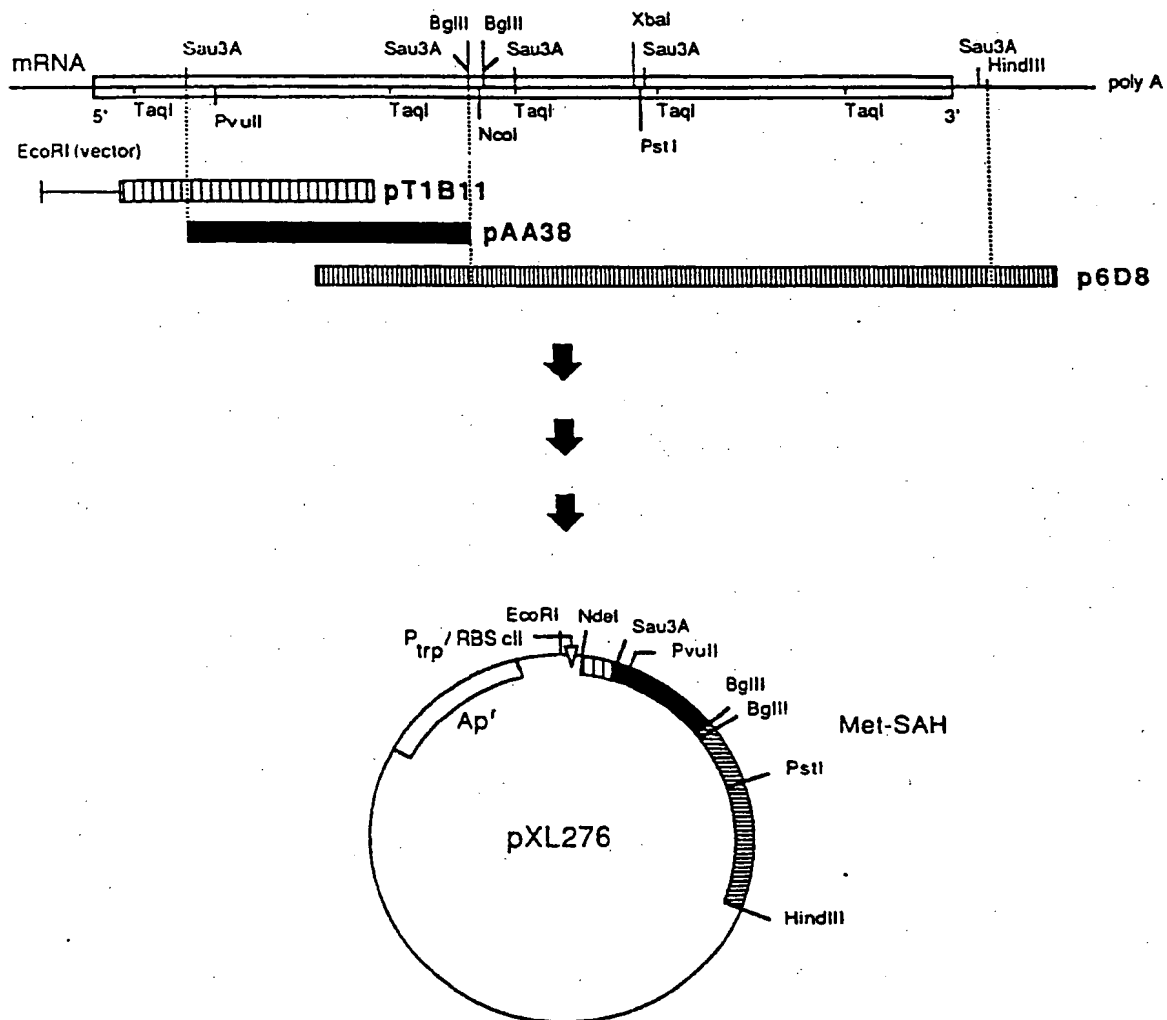 BglII BglII XbaI
Sau3A Sau3A Sau3A Sau3A Sau3A
HindIII
mRNA
poly A
5' TaqI TaqI TaqI TaqI TaqI 3'
PvuII NcoI PstI
EcoRI (vector)
pT1B11
pAA38
p6D8
EcoRI NdeI
Sau3A
P trp / RBS cII
PvuII
BglII
BglII
Ap r
Met-SAH
PstI
pXL276
HindIII